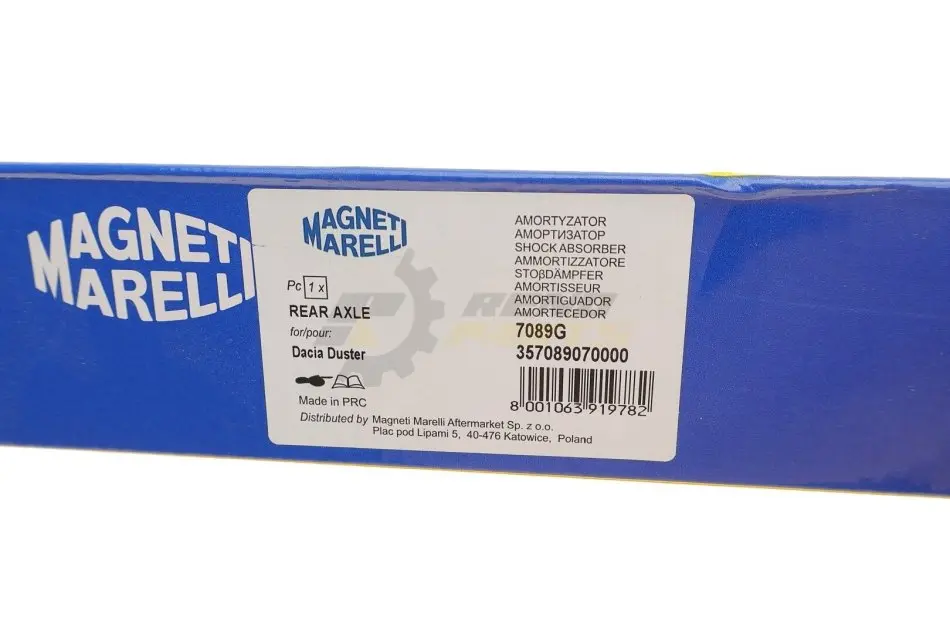 MAGNETI
MARELLI
MAGNETI
MARELLI
Pc 1 x
REAR AXLE
for/pour:
Dacia Duster
Made in PRC
Distributed by Magneti Marelli Aftermarket Sp. z o.o.
Plac pod Lipami 5, 40-476 Katowice, Poland
AMORTYZATOR
АМОРТИЗАТОР
SHOCK ABSORBER
AMMORTIZZATORE
STOβDÄMPFER
AMORTISSEUR
AMORTIGUADOR
AMORTECEDOR
7089G
357089070000
8 001063 919782